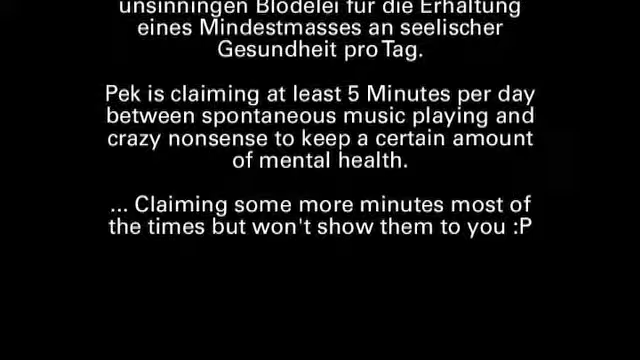 unsinningen Blödelei für die Erhaltung
eines Mindestmasses an seelischer
Gesundheit pro Tag.
Pek is claiming at least 5 Minutes per day
between spontaneous music playing and
crazy nonsense to keep a certain amount
of mental health.
... Claiming some more minutes most of
the times but won't show them to you :P